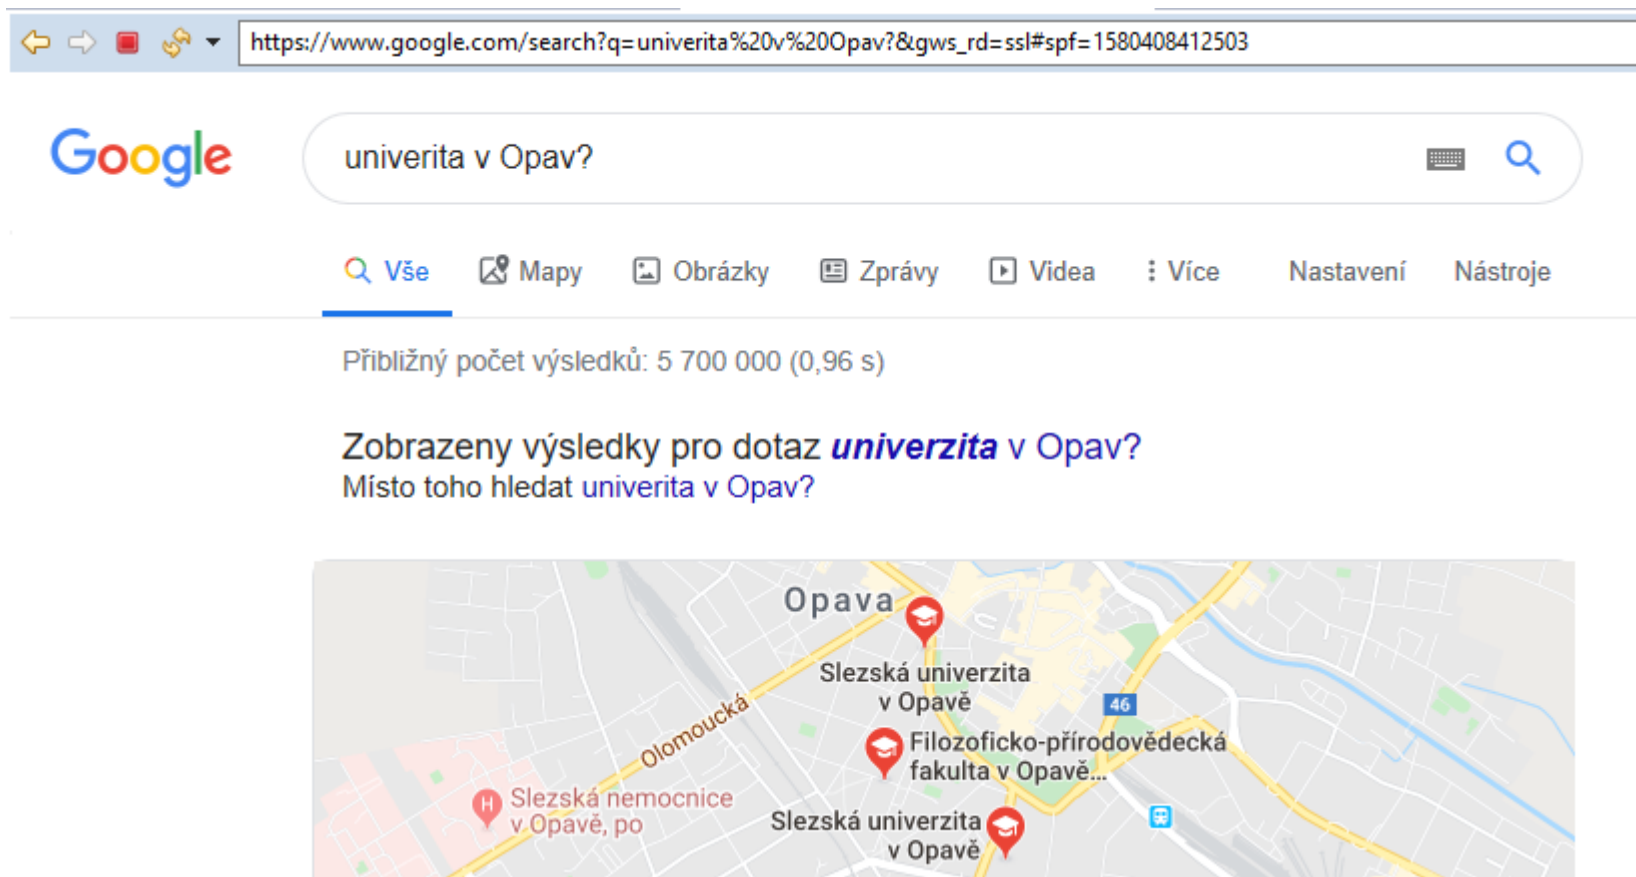 https://www.google.com/search?q=univerita%20v%20Opav?&gws_rd=ssl#spf=1580408412503
Google
univerita v Opav?
Vše Mapy Obrázky Zprávy Videa Více Nastavení Nástroje
Přibližný počet výsledků: 5 700 000 (0,96 s)
Zobrazeny výsledky pro dotaz univerzita v Opav?
Místo toho hledat univerita v Opav?
Opava
Slezská univerzita
v Opavě
46
Olomoucká
Filozoficko-přírodovědecká
fakulta v Opavě...
H
Slezská nemocnice
v Opavě, po
Slezská univerzita
v Opavě